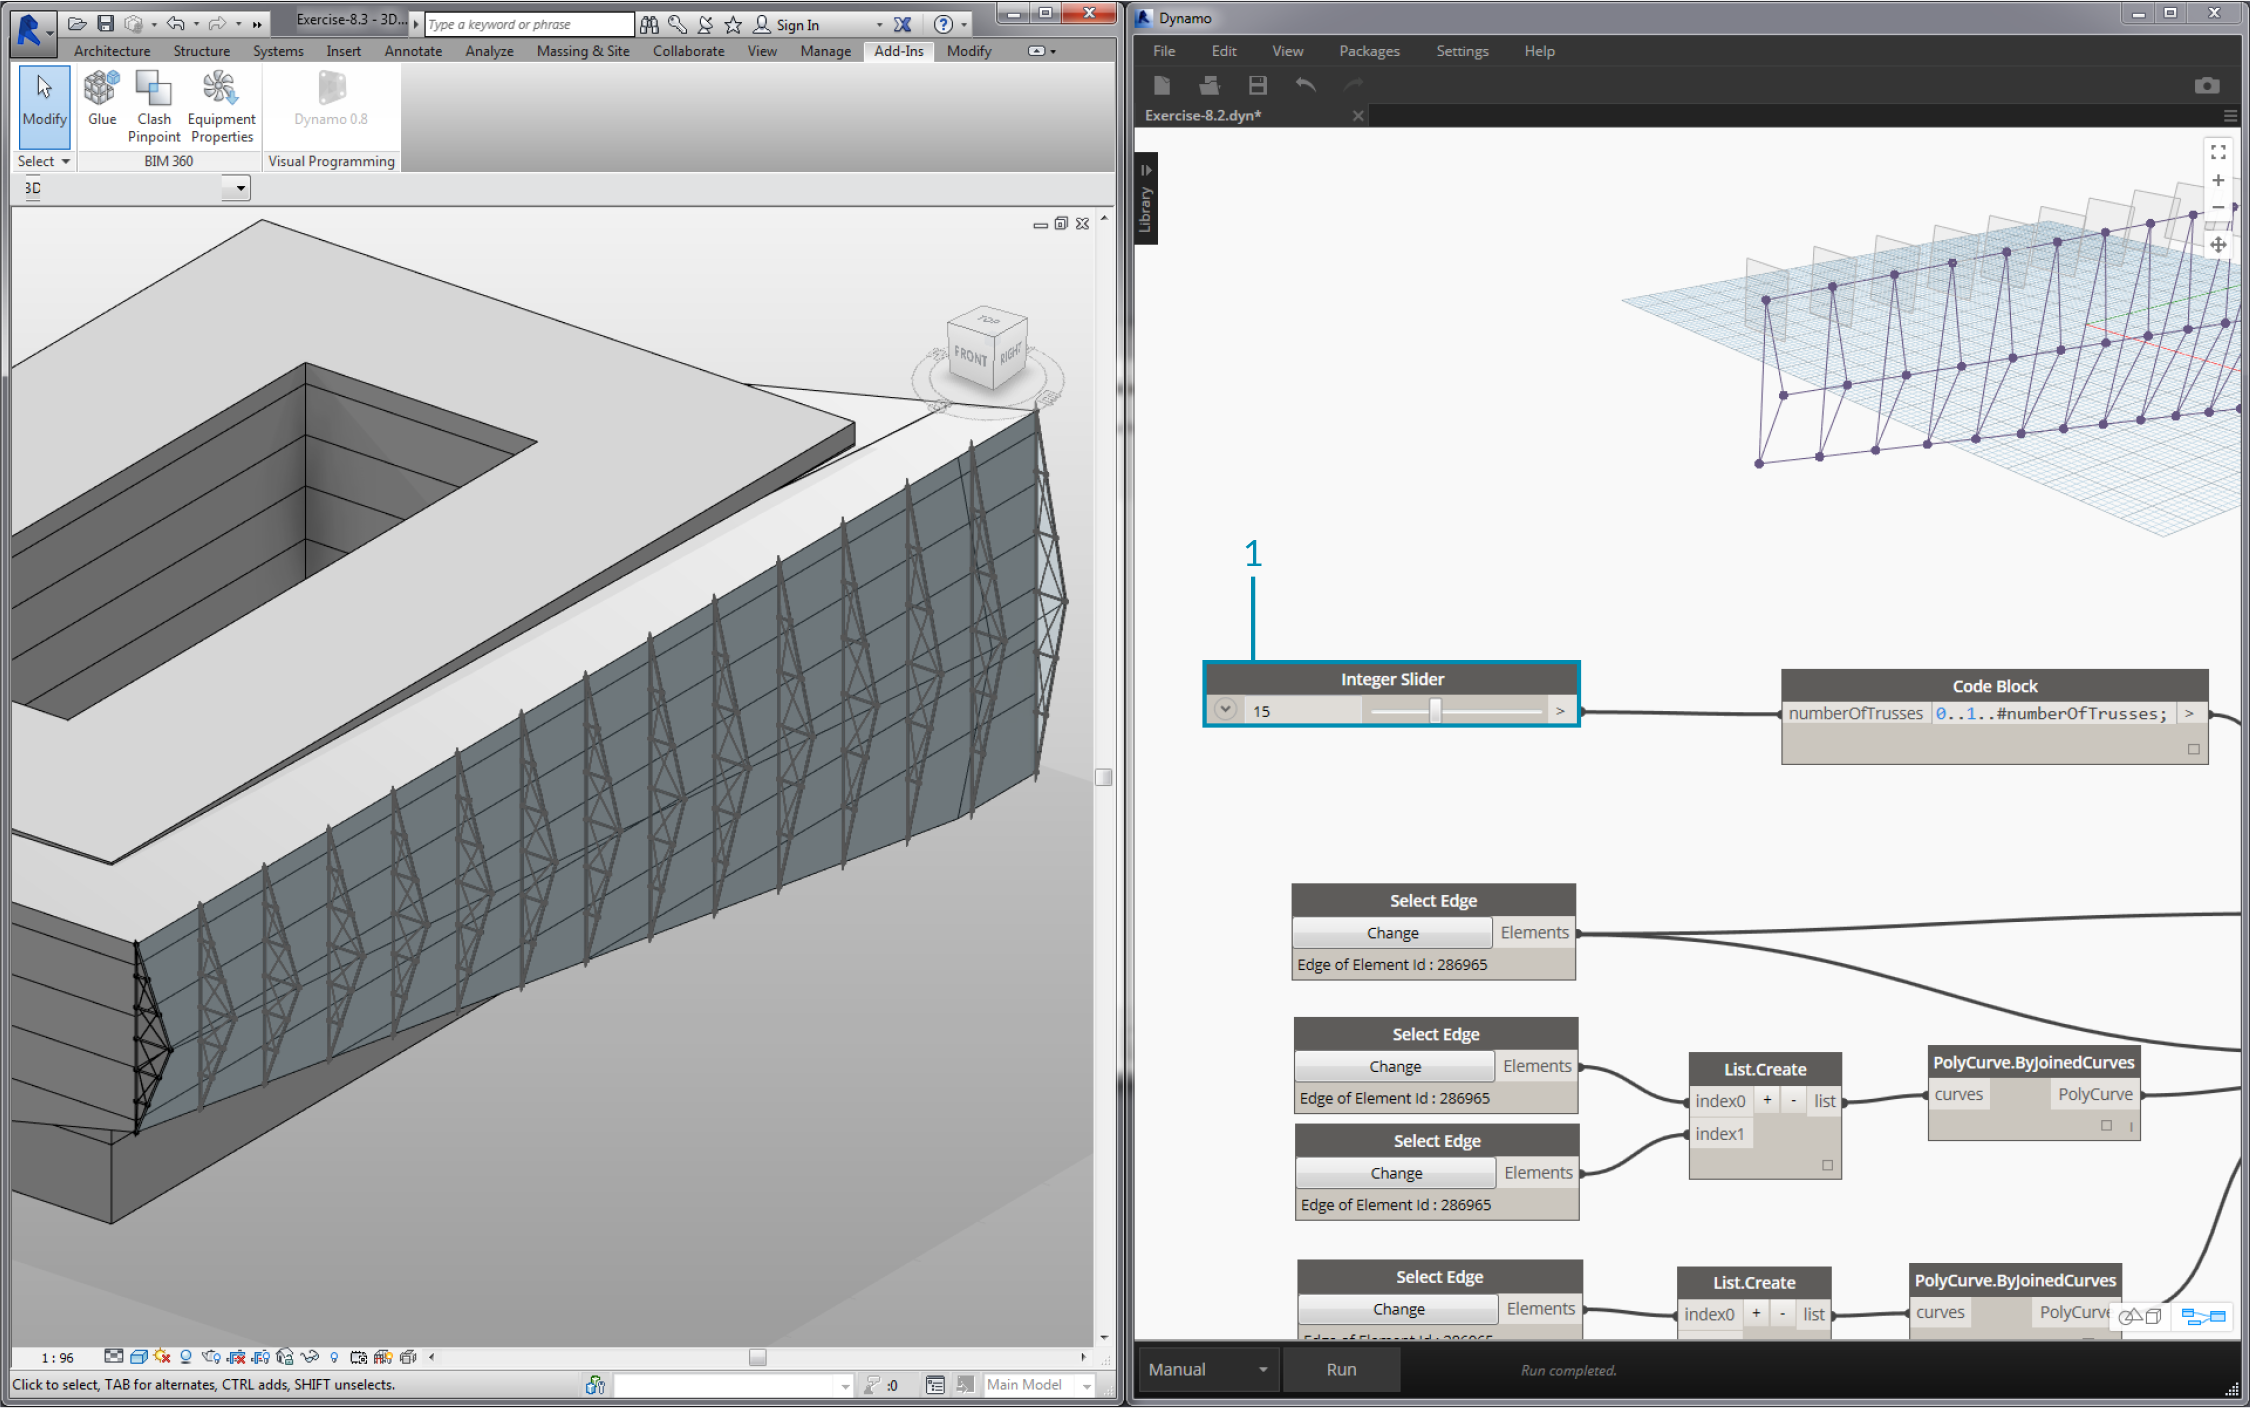 Exercise-8.3 - 3D...
Type a keyword or phrase
Sign In
Architecture Structure Systems Insert Annotate Analyze Massing & Site Collaborate View Manage Add-Ins Modify
Modify
Glue
Clash Pinpoint
Equipment Properties
Dynamo 0.8
Select
BIM 360
Visual Programming
3D
TOP
FRONT
RIGHT
1 : 96
Click to select, TAB for alternates, CTRL adds, SHIFT unselects.
:0
Main Model
Dynamo
File Edit View Packages Settings Help
Exercise-8.2.dyn*
Library
1
Integer Slider
15 >
Code Block
numberOfTrusses 0..1..#numberOfTrusses; >
Select Edge
Change Elements
Edge of Element Id : 286965
Select Edge
Change Elements
Edge of Element Id : 286965
Select Edge
Change Elements
Edge of Element Id : 286965
List.Create
index0 + - list
index1
PolyCurve.ByJoinedCurves
curves PolyCurve
Select Edge
Change Elements
Edge of Element Id : 286965
List.Create
index0 + - list
PolyCurve.ByJoinedCurves
curves PolyCurve
Manual Run Run completed.